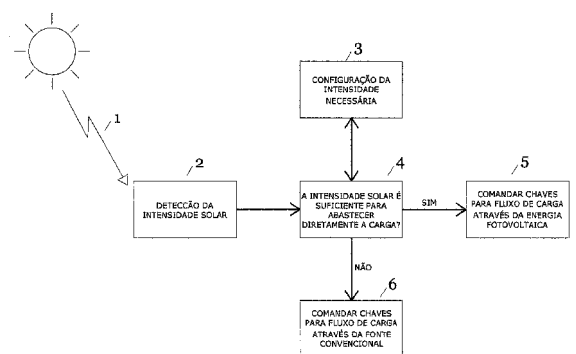 1
2
DETECCÃO DA
INTENSIDADE SOLAR
3
CONFIGURAÇÃO DA
INTENSIDADE
NECESSÁRIA
4
A INTENSIDADE SOLAR É
SUFICIENTE PARA
ABASTECER
DIRETAMENTE A CARGA?
SIM
5
COMANDAR CHAVES
PARA FLUXO DE CARGA
ATRAVÉS DA ENERGIA
FOTOVOLTAICA
NÃO
6
COMANDAR CHAVES
PARA FLUXO DE CARGA
ATRAVÉS DA FONTE
CONVENCIONAL